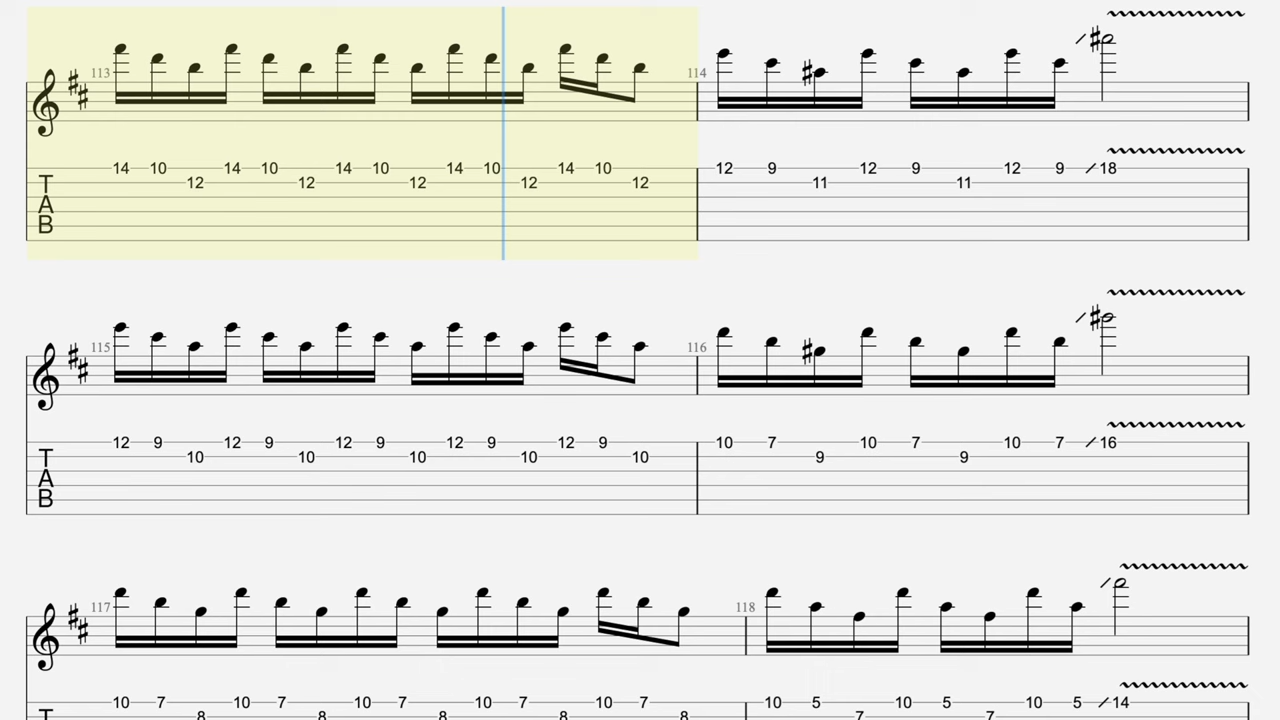 113 114
14 10 14 10 14 10 14 10 14 10 12 9 12 9 12 9 18
T 12 12 12 12 12 11 11
A
B
115 116
12 9 12 9 12 9 12 9 12 9 10 7 10 7 10 7 16
T 10 10 10 10 10 9 9
A
B
117 118
10 7 10 7 10 7 10 7 10 7 10 5 10 5 10 5 14
T 8 8 8 8 8 7 7